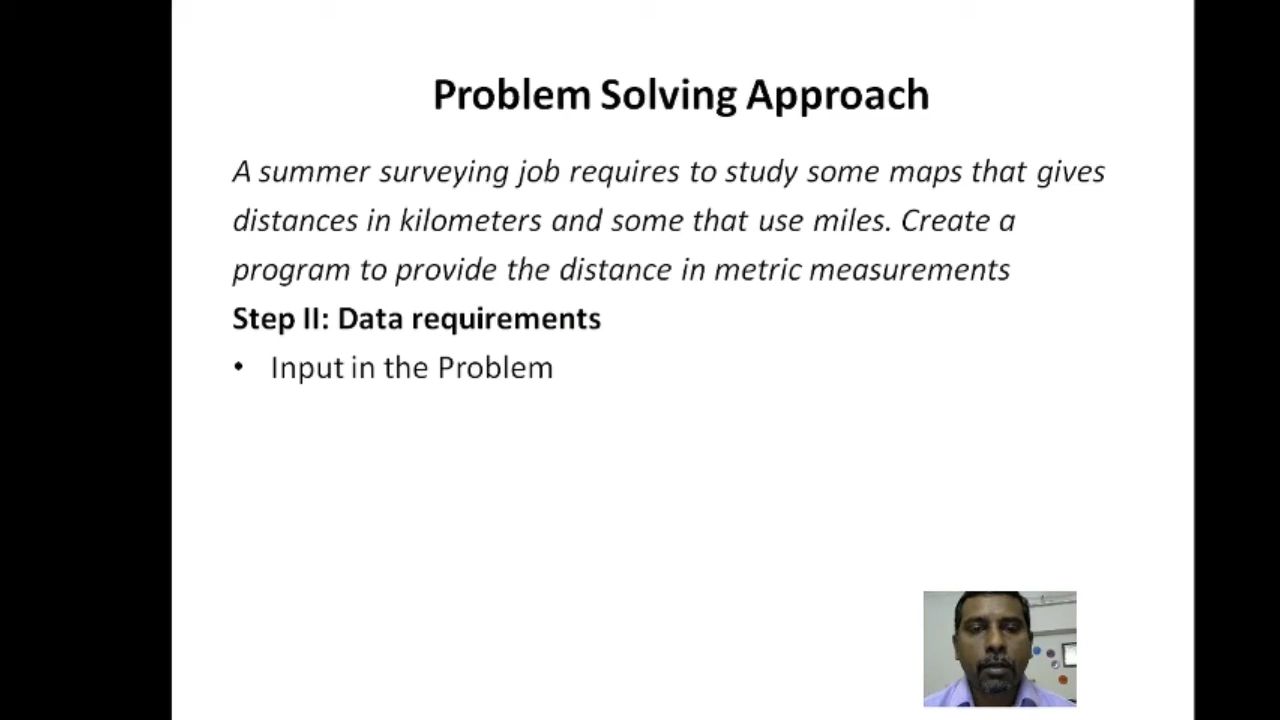 Problem Solving Approach
A summer surveying job requires to study some maps that gives
distances in kilometers and some that use miles. Create a
program to provide the distance in metric measurements
Step II: Data requirements
• Input in the Problem